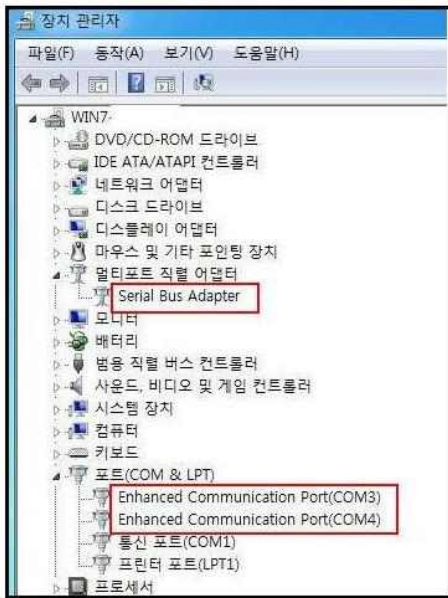 장치 관리자
파일(F) 동작(A) 보기(V) 도움말(H)
WIN7-
DVD/CD-ROM 드라이브
IDE ATA/ATAPI 컨트롤러
네트워크 어댑터
디스크 드라이브
디스플레이 어댑터
마우스 및 기타 포인팅 장치
멀티포트 직렬 어댑터
Serial Bus Adapter
모니터
배터리
범용 직렬 버스 컨트롤러
사운드, 비디오 및 게임 컨트롤러
시스템 장치
컴퓨터
키보드
포트(COM & LPT)
Enhanced Communication Port(COM3)
Enhanced Communication Port(COM4)
통신 포트(COM1)
프린터 포트(LPT1)
프로세서